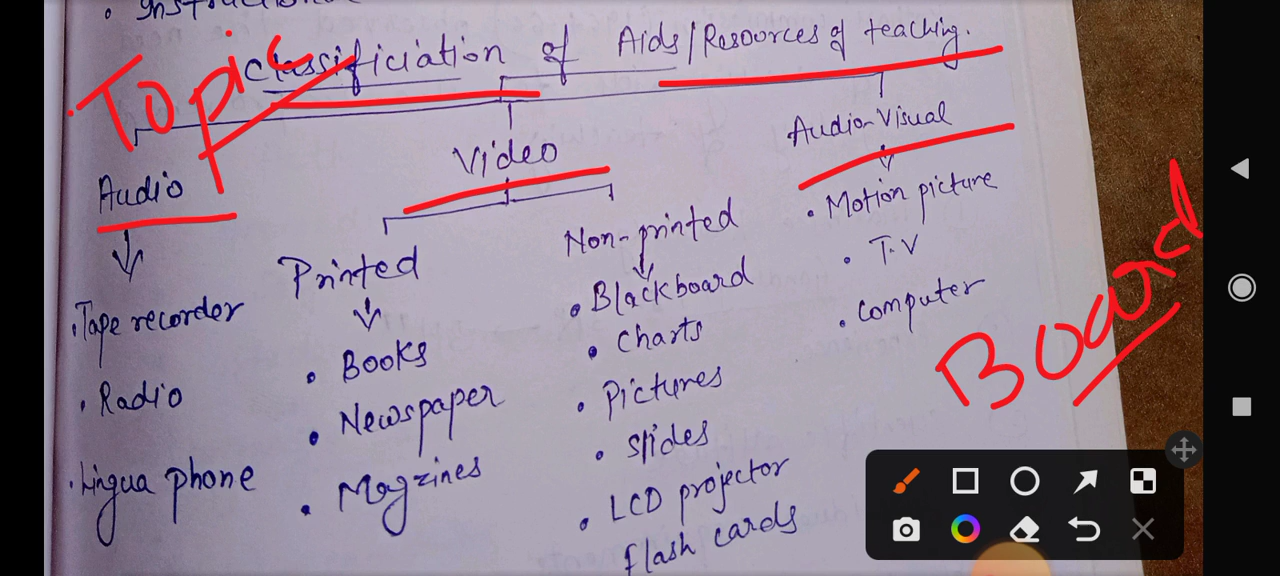 Instruction
Classificiation of Aids/Resources of teaching.
Topic
Audio
Video
Audio-Visual
• Tape recorder
• Radio
• Lingua phone
Printed
• Books
• Newspaper
• Magzines
Non-printed
• Blackboard
• Charts
• Pictures
• Slides
• LCD projector
flash cards
• Motion picture
• T.V
• Computer
Board